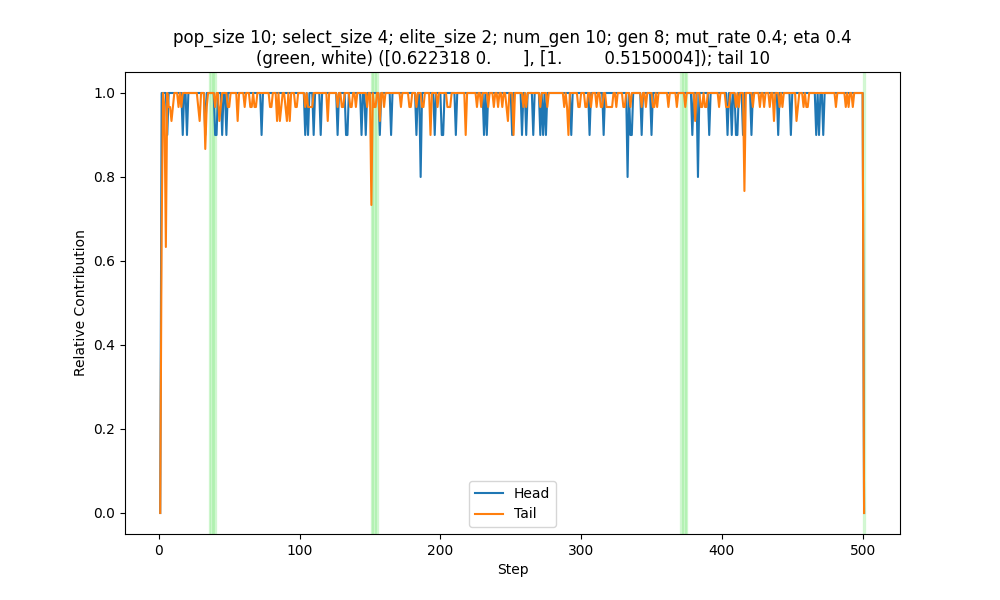 pop_size 10; select_size 4; elite_size 2; num_gen 10; gen 8; mut_rate 0.4; eta 0.4
(green, white) ([0.622318 0.      ], [1.        0.5150004]); tail 10
Relative Contribution
1.0
0.8
0.6
0.4
0.2
0.0
Head
Tail
0 100 200 300 400 500
Step